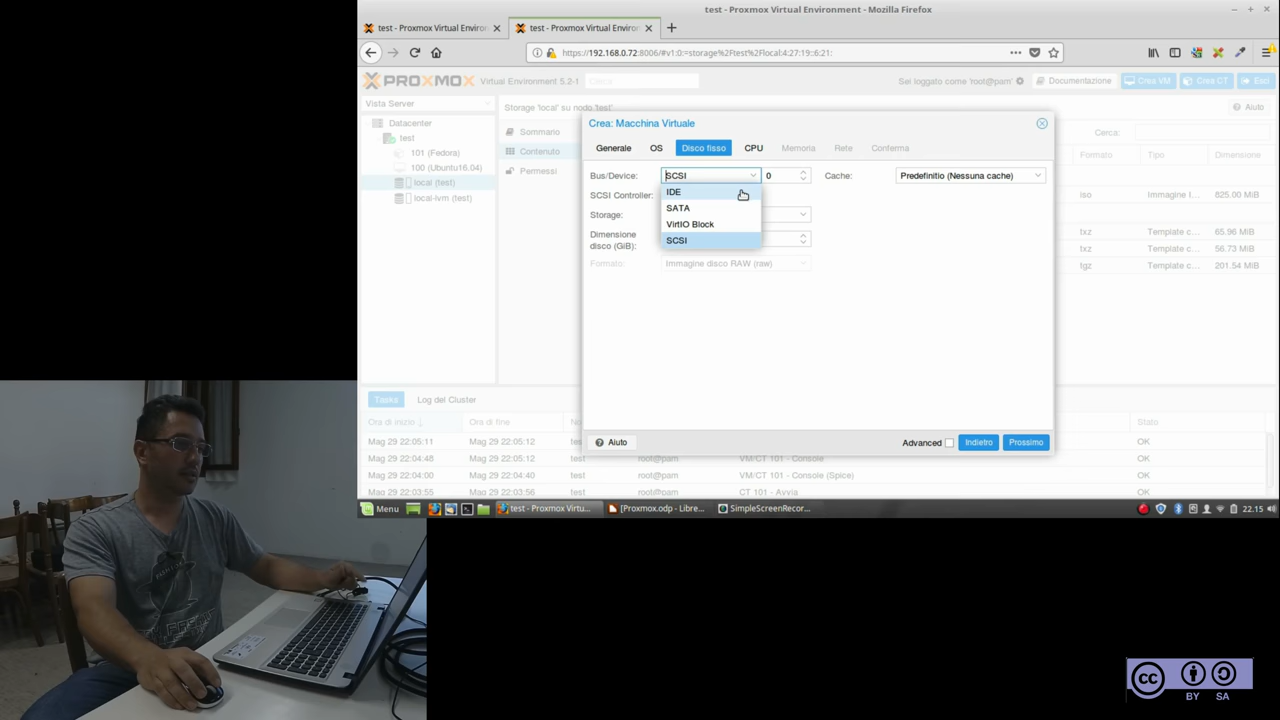 test - Proxmox Virtual Environment - Mozilla Firefox
test - Proxmox Virtual Environ
test - Proxmox Virtual Environ
https://192.168.0.72:8006/#v1:0:=storage%2Ftest%2Flocal:4:27:19::6:21:
PROXMOX Virtual Environment 5.2-1 Cerca
Sei loggato come 'root@pam' Documentazione Crea VM Crea CT Esci
Vista Server
Storage 'local' su nodo 'test' Aiuto
Datacenter
test
101 (Fedora)
100 (Ubuntu16.04)
local (test)
local-lvm (test)
Sommario
Contenuto
Permessi
Cerca:
Formato Tipo Dimensione
iso Immagine I... 825.00 MiB
txz Template c... 65.96 MiB
txz Template c... 56.73 MiB
tgz Template c... 201.54 MiB
Crea: Macchina Virtuale
Generale OS Disco fisso CPU Memoria Rete Conferma
Bus/Device: SCSI 0 Cache: Predefinitio (Nessuna cache)
IDE
SATA
VirtIO Block
SCSI
SCSI Controller:
Storage:
Dimensione
disco (GiB):
Formato: Immagine disco RAW (raw)
Aiuto Advanced Indietro Prossimo
Tasks Log del Cluster
Ora di inizio ↓ Ora di fine No Stato
Mag 29 22:05:11 Mag 29 22:05:12 tes OK
Mag 29 22:04:48 Mag 29 22:05:12 test root@pam VM/CT 101 - Console OK
Mag 29 22:04:00 Mag 29 22:04:40 test root@pam VM/CT 101 - Console (Spice) OK
Mag 29 22:03:55 Mag 29 22:03:56 test root@pam CT 101 - Avvia OK
Menu test - Proxmox Virtu... [Proxmox.odp - Libre... SimpleScreenRecor... 22.15
cc BY SA